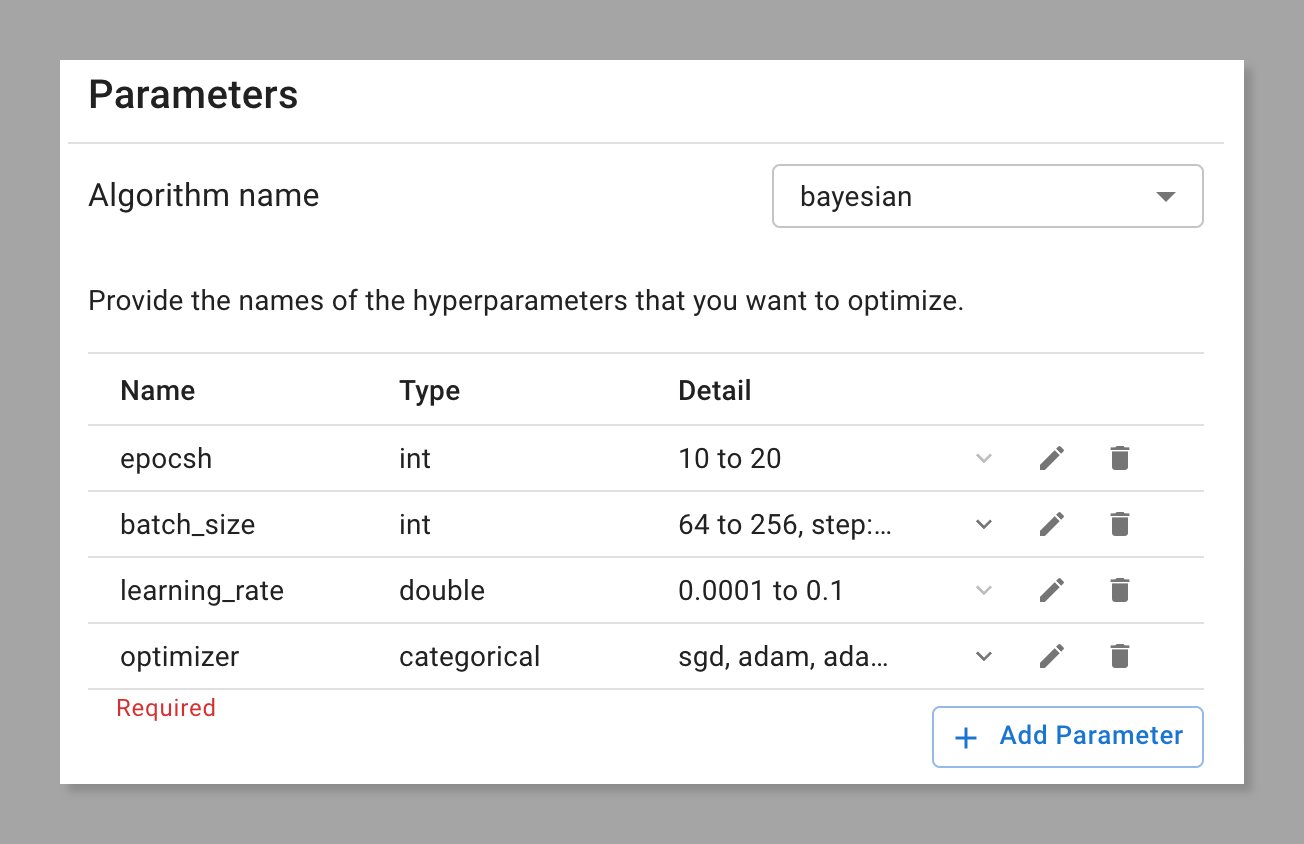 Parameters
Algorithm name bayesian
Provide the names of the hyperparameters that you want to optimize.
Name Type Detail
epocsh int 10 to 20
batch_size int 64 to 256, step:...
learning_rate double 0.0001 to 0.1
optimizer categorical sgd, adam, ada...
Required
+ Add Parameter